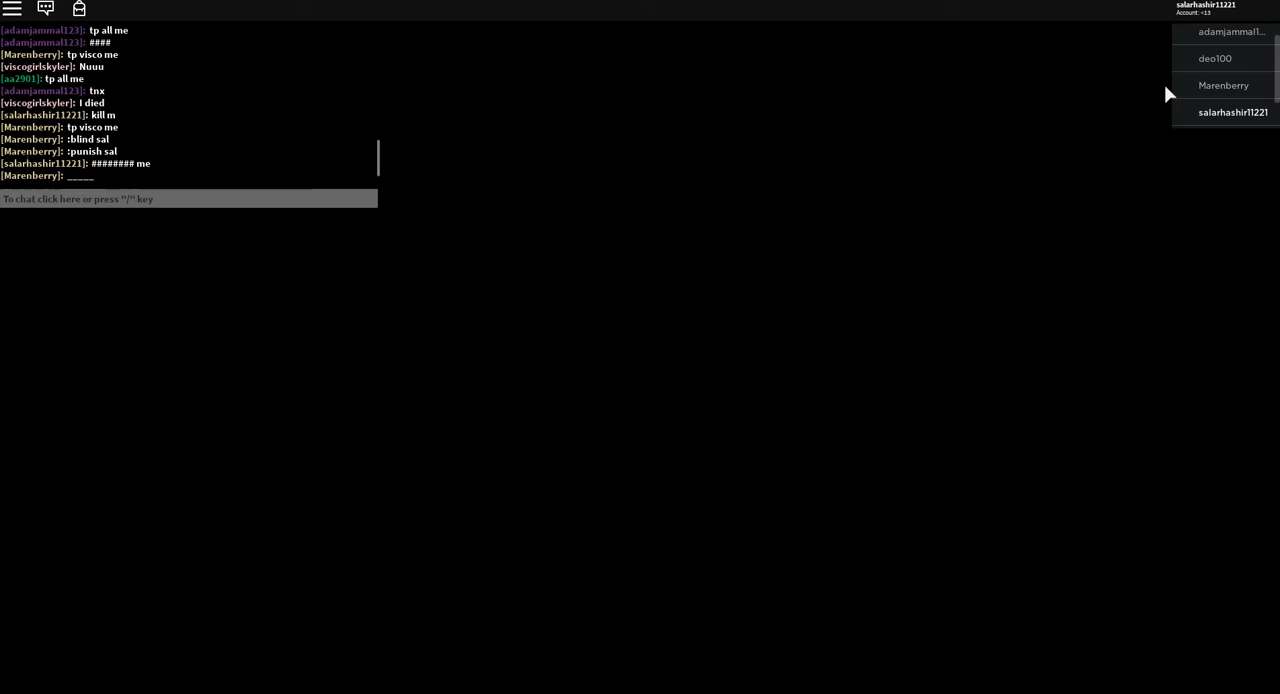 salarhashir11221
Account: <13
[adamjammal123]: tp all me
[adamjammal123]: ####
[Marenberry]: tp visco me
[viscogirlskyler]: Nuuu
[aa2901]: tp all me
[adamjammal123]: tnx
[viscogirlskyler]: I died
[salarhashir11221]: kill m
[Marenberry]: tp visco me
[Marenberry]: :blind sal
[Marenberry]: :punish sal
[salarhashir11221]: ######## me
[Marenberry]: _____
To chat click here or press "/" key
adamjammal1...
deo100
Marenberry
salarhashir11221